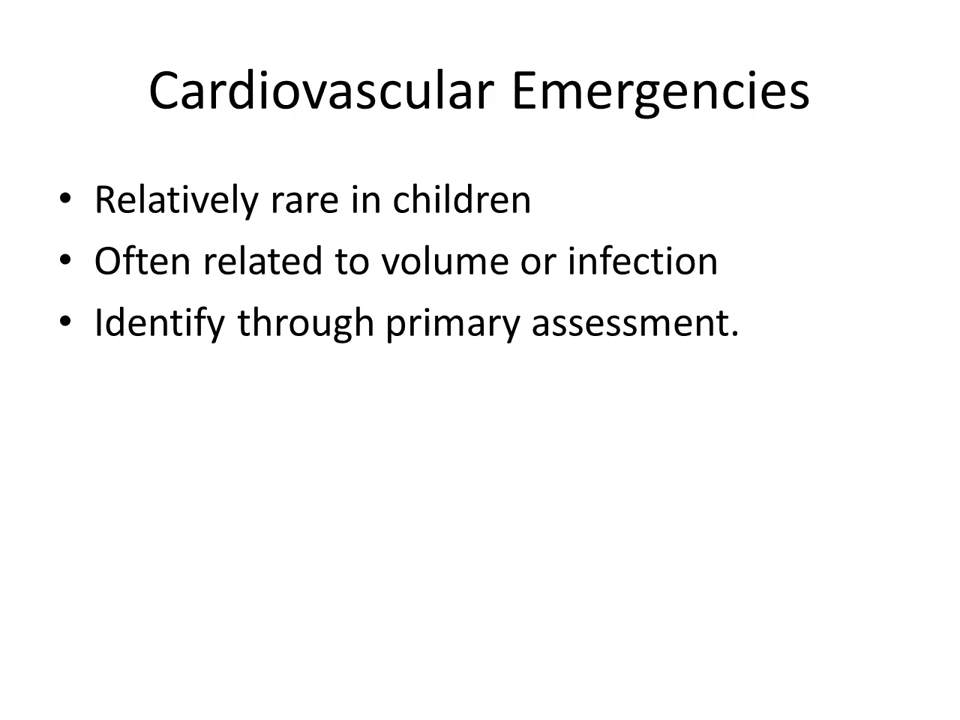 Cardiovascular Emergencies
• Relatively rare in children
• Often related to volume or infection
• Identify through primary assessment.